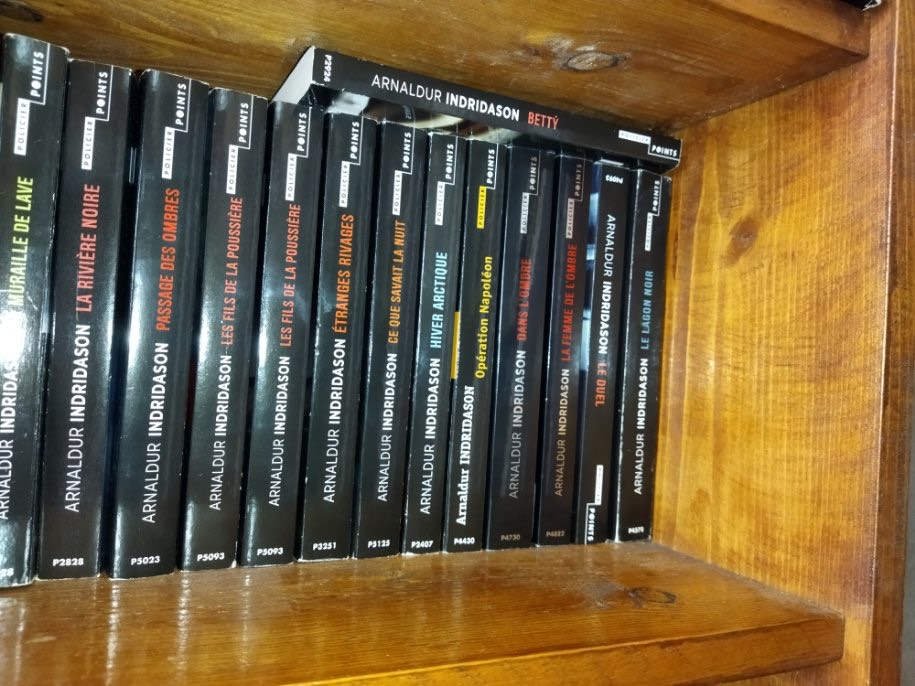 MURAILLE DE LAVE
ARNALDUR INDRIDASON LA RIVIÈRE NOIRE POLICIER POINTS
P2828
ARNALDUR INDRIDASON PASSAGE DES OMBRES POLICIER POINTS
P5023
ARNALDUR INDRIDASON LES FILS DE LA POUSSIÈRE POLICIER POINTS
P5093
ARNALDUR INDRIDASON LES FILS DE LA POUSSIÈRE POLICIER POINTS
P5093
ARNALDUR INDRIDASON ÉTRANGES RIVAGES POLICIER POINTS
P3251
ARNALDUR INDRIDASON CE QUE SAVAIT LA NUIT POLICIER POINTS
P5125
ARNALDUR INDRIDASON HIVER ARCTIQUE POLICIER POINTS
P2407
Arnaldur INDRIDASON Opération Napoléon POLICIER POINTS
P4430
ARNALDUR INDRIDASON DANS L'OMBRE POLICIER POINTS
P4730
ARNALDUR INDRIDASON LA FEMME DE L'OMBRE POLICIER POINTS
P4882
P4093
ARNALDUR INDRIDASON LE DUEL POLICIER POINTS
ARNALDUR INDRIDASON LE LAGON NOIR POLICIER POINTS
P4579
P2924
ARNALDUR INDRIDASON BETTÝ POLICIER POINTS